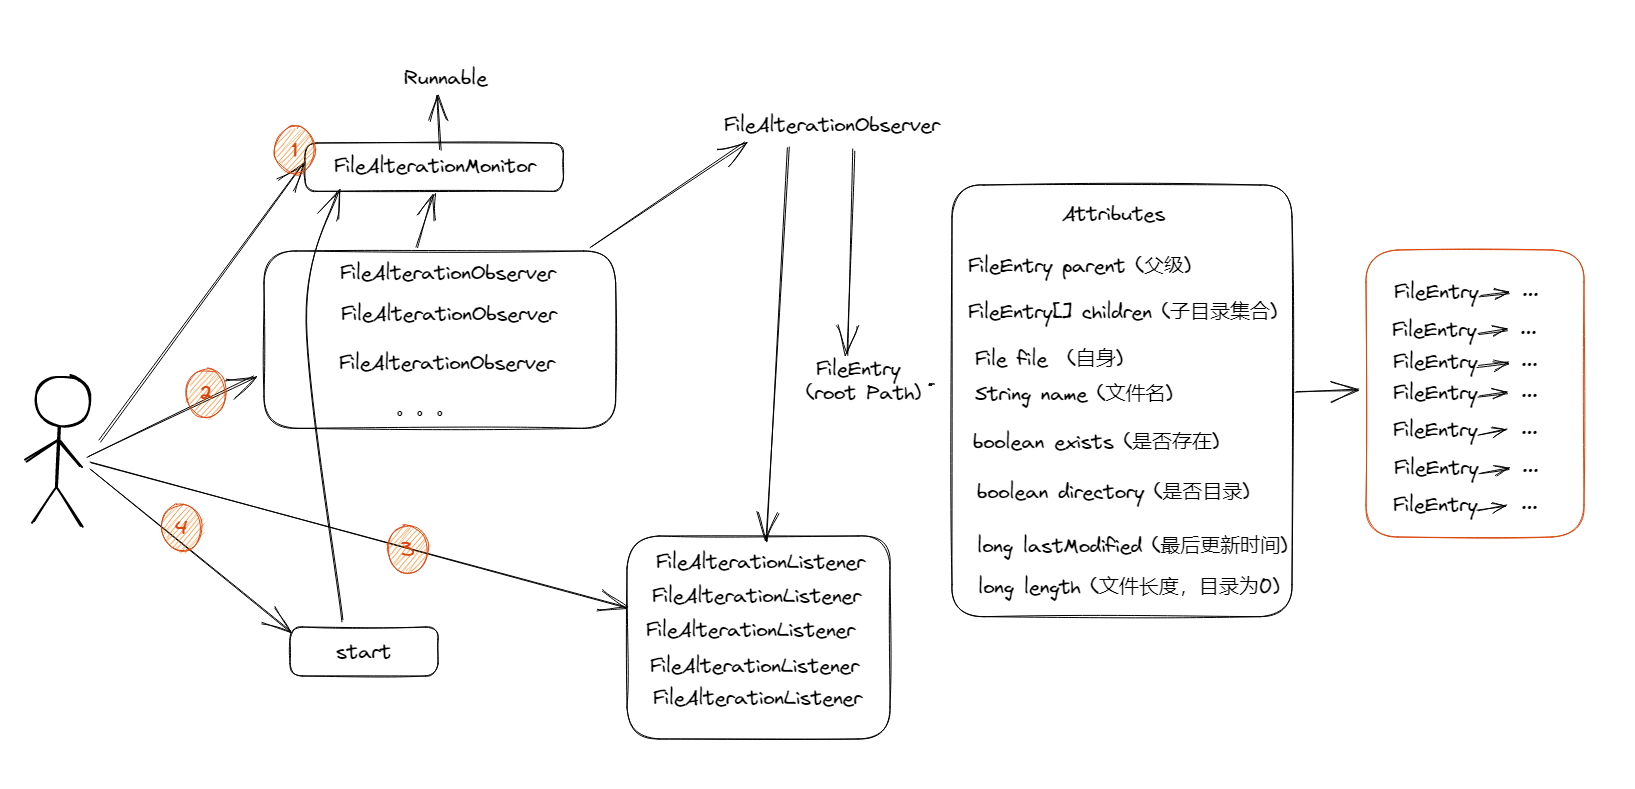 Runnable
1
FileAlterationMonitor
FileAlterationObserver
FileAlterationObserver
FileAlterationObserver
。。。
2
3
4
start
FileAlterationObserver
FileEntry
(root Path)
FileAlterationListener
FileAlterationListener
FileAlterationListener
FileAlterationListener
FileAlterationListener
Attributes
FileEntry parent (父级)
FileEntry[] children (子目录集合)
File file (自身)
String name (文件名)
boolean exists (是否存在)
boolean directory (是否目录)
long lastModified (最后更新时间)
long length (文件长度，目录为0)
FileEntry ...
FileEntry ...
FileEntry ...
FileEntry ...
FileEntry ...
FileEntry ...
FileEntry ...